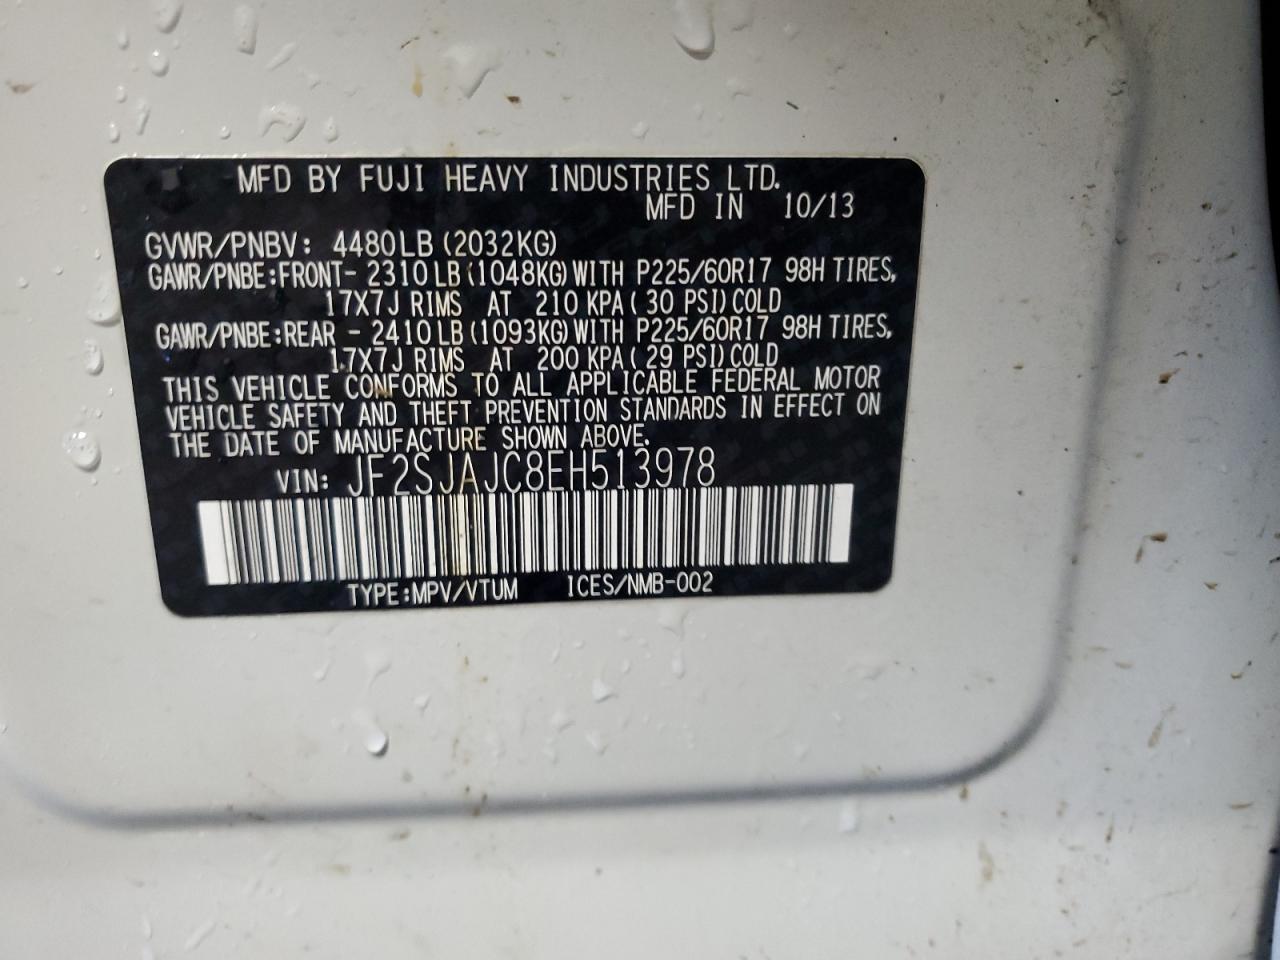 MFD BY FUJI HEAVY INDUSTRIES LTD.
MFD IN 10/13
GVWR/PNBV: 4480LB(2032KG)
GAWR/PNBE:FRONT- 2310LB(1048KG)WITH P225/60R17 98H TIRES,
17X7J RIMS AT 210 KPA(30 PSI)COLD
GAWR/PNBE:REAR - 2410LB(1093KG)WITH P225/60R17 98H TIRES,
17X7J RIMS AT 200 KPA(29 PSI)COLD
THIS VEHICLE CONFORMS TO ALL APPLICABLE FEDERAL MOTOR
VEHICLE SAFETY AND THEFT PREVENTION STANDARDS IN EFFECT ON
THE DATE OF MANUFACTURE SHOWN ABOVE.
VIN: JF2SJAJC8EH513978
TYPE:MPV/VTUM ICES/NMB-002